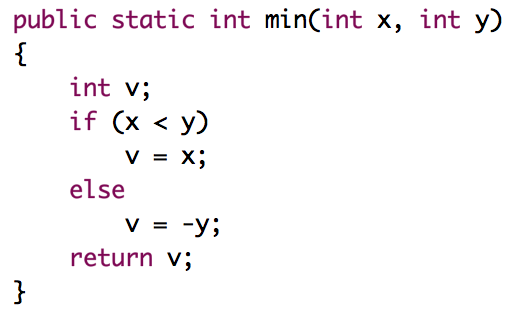 public static int min(int x, int y)
{
    int v;
    if (x < y)
        v = x;
    else
        v = -y;
    return v;
}